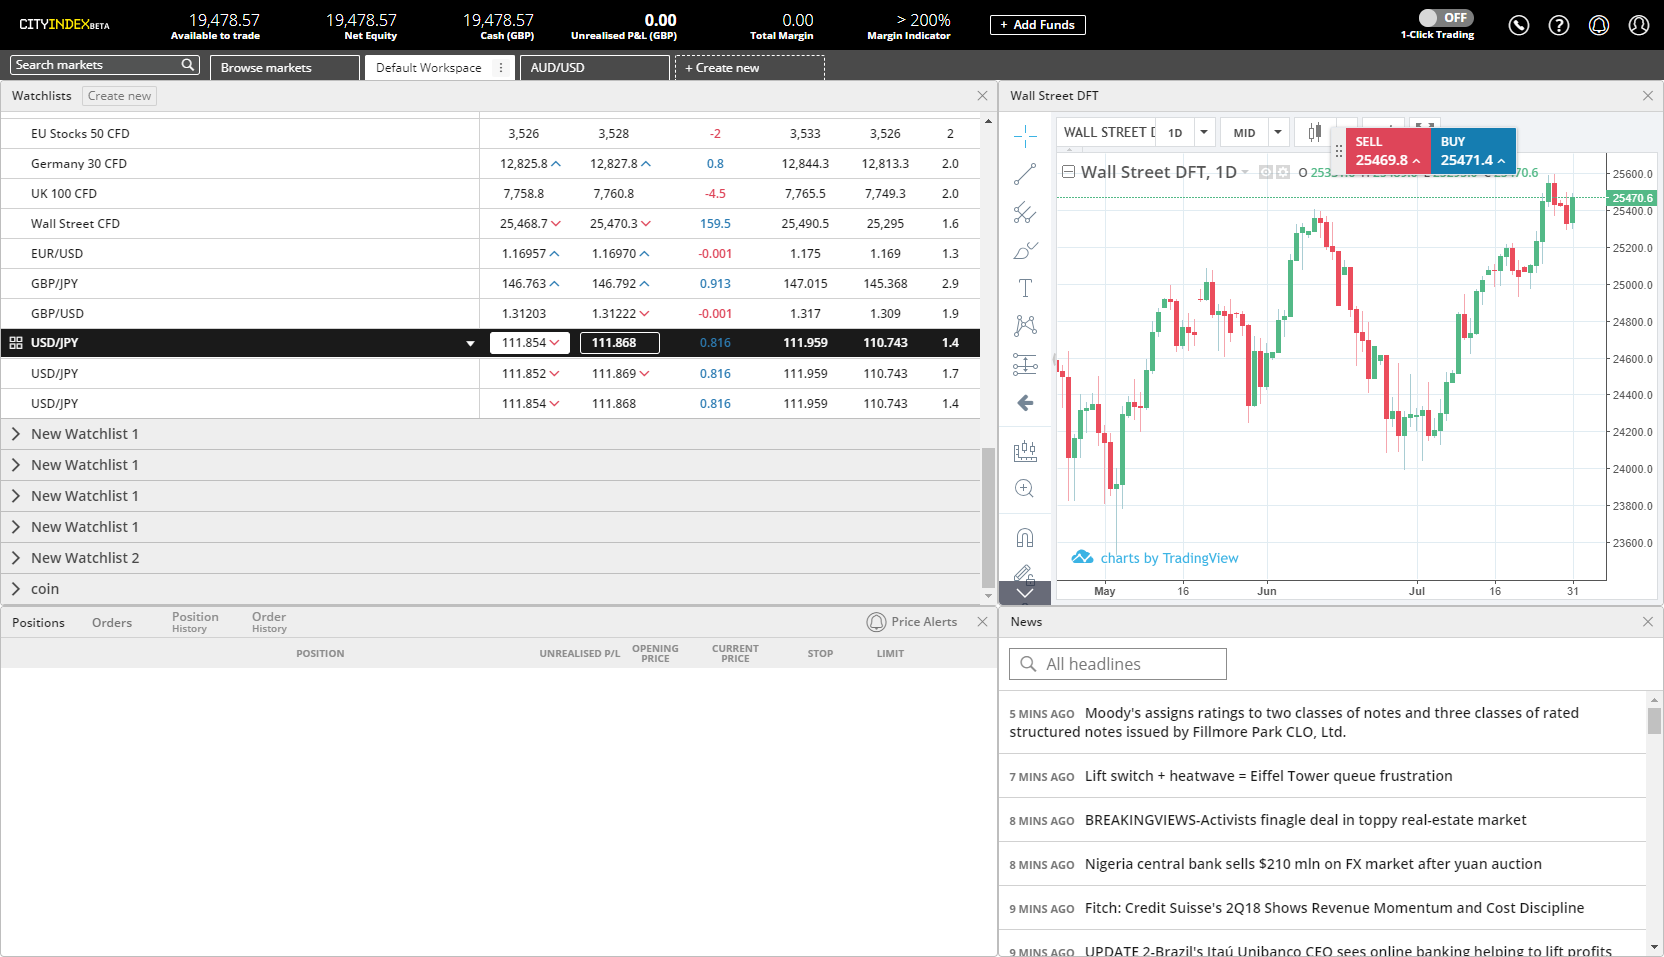 CITYINDEXBETA
19,478.57
Available to trade
19,478.57
Net Equity
19,478.57
Cash (GBP)
0.00
Unrealised P&L (GBP)
0.00
Total Margin
> 200%
Margin Indicator
+ Add Funds
OFF
1-Click Trading
Search markets
Browse markets
Default Workspace
AUD/USD
+ Create new
Watchlists Create new
EU Stocks 50 CFD 3,526 3,528 -2 3,533 3,526 2
Germany 30 CFD 12,825.8 12,827.8 0.8 12,844.3 12,813.3 2.0
UK 100 CFD 7,758.8 7,760.8 -4.5 7,765.5 7,749.3 2.0
Wall Street CFD 25,468.7 25,470.3 159.5 25,490.5 25,295 1.6
EUR/USD 1.16957 1.16970 -0.001 1.175 1.169 1.3
GBP/JPY 146.763 146.792 0.913 147.015 145.368 2.9
GBP/USD 1.31203 1.31222 -0.001 1.317 1.309 1.9
USD/JPY 111.854 111.868 0.816 111.959 110.743 1.4
USD/JPY 111.852 111.869 0.816 111.959 110.743 1.7
USD/JPY 111.854 111.868 0.816 111.959 110.743 1.4
New Watchlist 1
New Watchlist 1
New Watchlist 1
New Watchlist 1
New Watchlist 2
coin
Wall Street DFT
WALL STREET 1D MID
SELL
25469.8
BUY
25471.4
Wall Street DFT, 1D
25600.0
25470.6
25400.0
25200.0
25000.0
24800.0
24600.0
24400.0
24200.0
24000.0
23800.0
23600.0
charts by TradingView
May 16 Jun Jul 16 31
Positions
Orders
Position History
Order History
Price Alerts
POSITION
UNREALISED P/L
OPENING PRICE
CURRENT PRICE
STOP
LIMIT
News
All headlines
5 MINS AGO Moody's assigns ratings to two classes of notes and three classes of rated
structured notes issued by Fillmore Park CLO, Ltd.
7 MINS AGO Lift switch + heatwave = Eiffel Tower queue frustration
8 MINS AGO BREAKINGVIEWS-Activists finagle deal in toppy real-estate market
8 MINS AGO Nigeria central bank sells $210 mln on FX market after yuan auction
9 MINS AGO Fitch: Credit Suisse's 2Q18 Shows Revenue Momentum and Cost Discipline
9 MINS AGO UPDATE 2-Brazil's Itaú Unibanco CEO sees online banking helping to lift profits